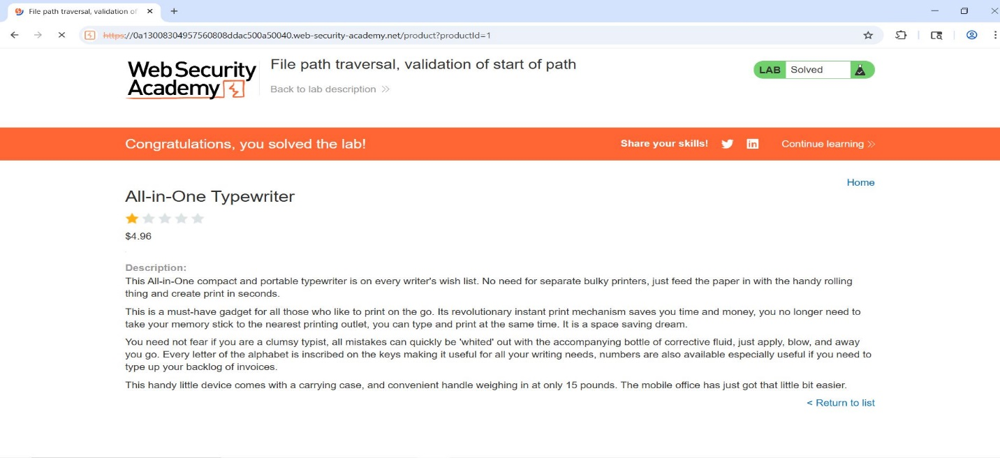 File path traversal, validation of
https://0a13008304957560808ddac500a50040.web-security-academy.net/product?productId=1
Web Security
Academy
File path traversal, validation of start of path
Back to lab description
LAB Solved
Congratulations, you solved the lab!
Share your skills!
Continue learning
Home
All-in-One Typewriter
$4.96
Description:
This All-in-One compact and portable typewriter is on every writer's wish list. No need for separate bulky printers, just feed the paper in with the handy rolling
thing and create print in seconds.
This is a must-have gadget for all those who like to print on the go. Its revolutionary instant print mechanism saves you time and money, you no longer need to
take your memory stick to the nearest printing outlet, you can type and print at the same time. It is a space saving dream.
You need not fear if you are a clumsy typist, all mistakes can quickly be 'whited' out with the accompanying bottle of corrective fluid, just apply, blow, and away
you go. Every letter of the alphabet is inscribed on the keys making it useful for all your writing needs, numbers are also available especially useful if you need to
type up your backlog of invoices.
This handy little device comes with a carrying case, and convenient handle weighing in at only 15 pounds. The mobile office has just got that little bit easier.
< Return to list